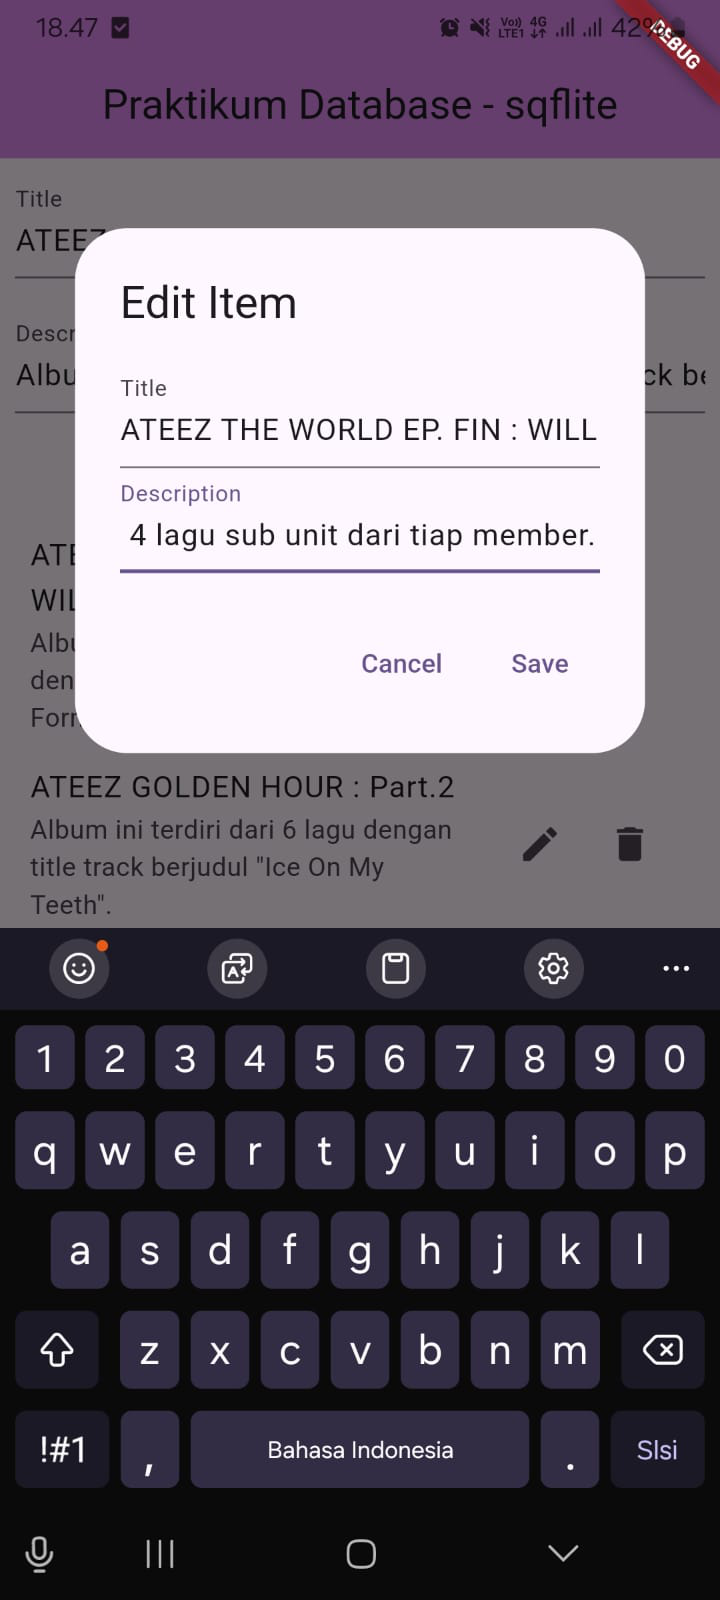 18.47
Vo))
LTE1
4G
42%
DEBUG
Praktikum Database - sqflite
Title
ATEEZ
Descr
Albu
ck be
Edit Item
Title
ATEEZ THE WORLD EP. FIN : WILL
Description
4 lagu sub unit dari tiap member.
Cancel
Save
ATE
WIL
Albu
den
Forr
ATEEZ GOLDEN HOUR : Part.2
Album ini terdiri dari 6 lagu dengan
title track berjudul "Ice On My
Teeth".
1 2 3 4 5 6 7 8 9 0
q w e r t y u i o p
a s d f g h j k l
z x c v b n m
!#1 , Bahasa Indonesia . Slsi